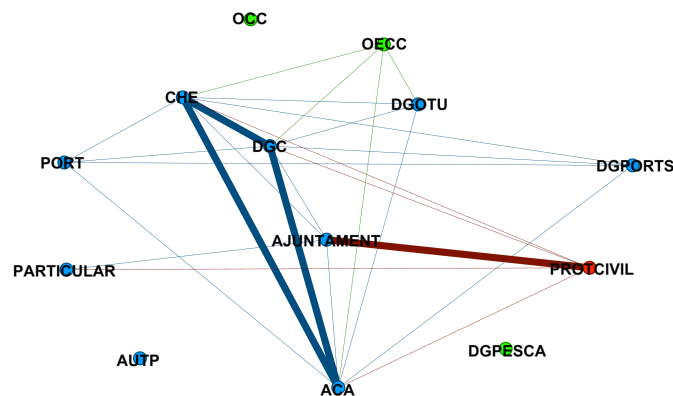 OCC
OECC
CHE
DGOTU
DGC
PORT
DGPORTS
AJUNTAMENT
PARTICULAR
PROTCIVIL
DGPESCA
AUTP
ACA